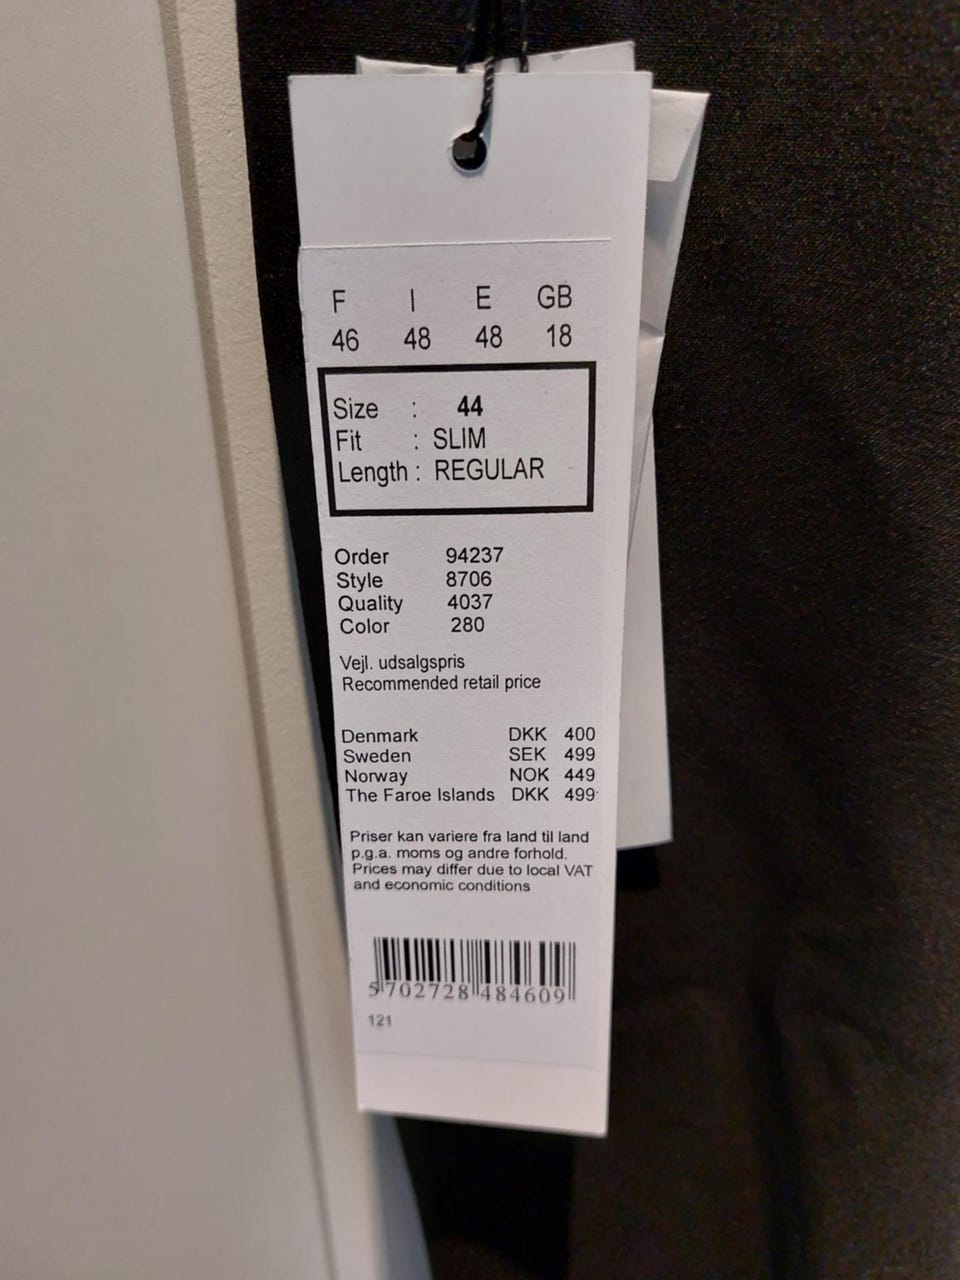 F I E GB
46 48 48 18
Size : 44
Fit : SLIM
Length : REGULAR
Order 94237
Style 8706
Quality 4037
Color 280
Vejl. udsalgspris
Recommended retail price
Denmark DKK 400
Sweden SEK 499
Norway NOK 449
The Faroe Islands DKK 499
Priser kan variere fra land til land
p.g.a. moms og andre forhold.
Prices may differ due to local VAT
and economic conditions
5702728484609
121